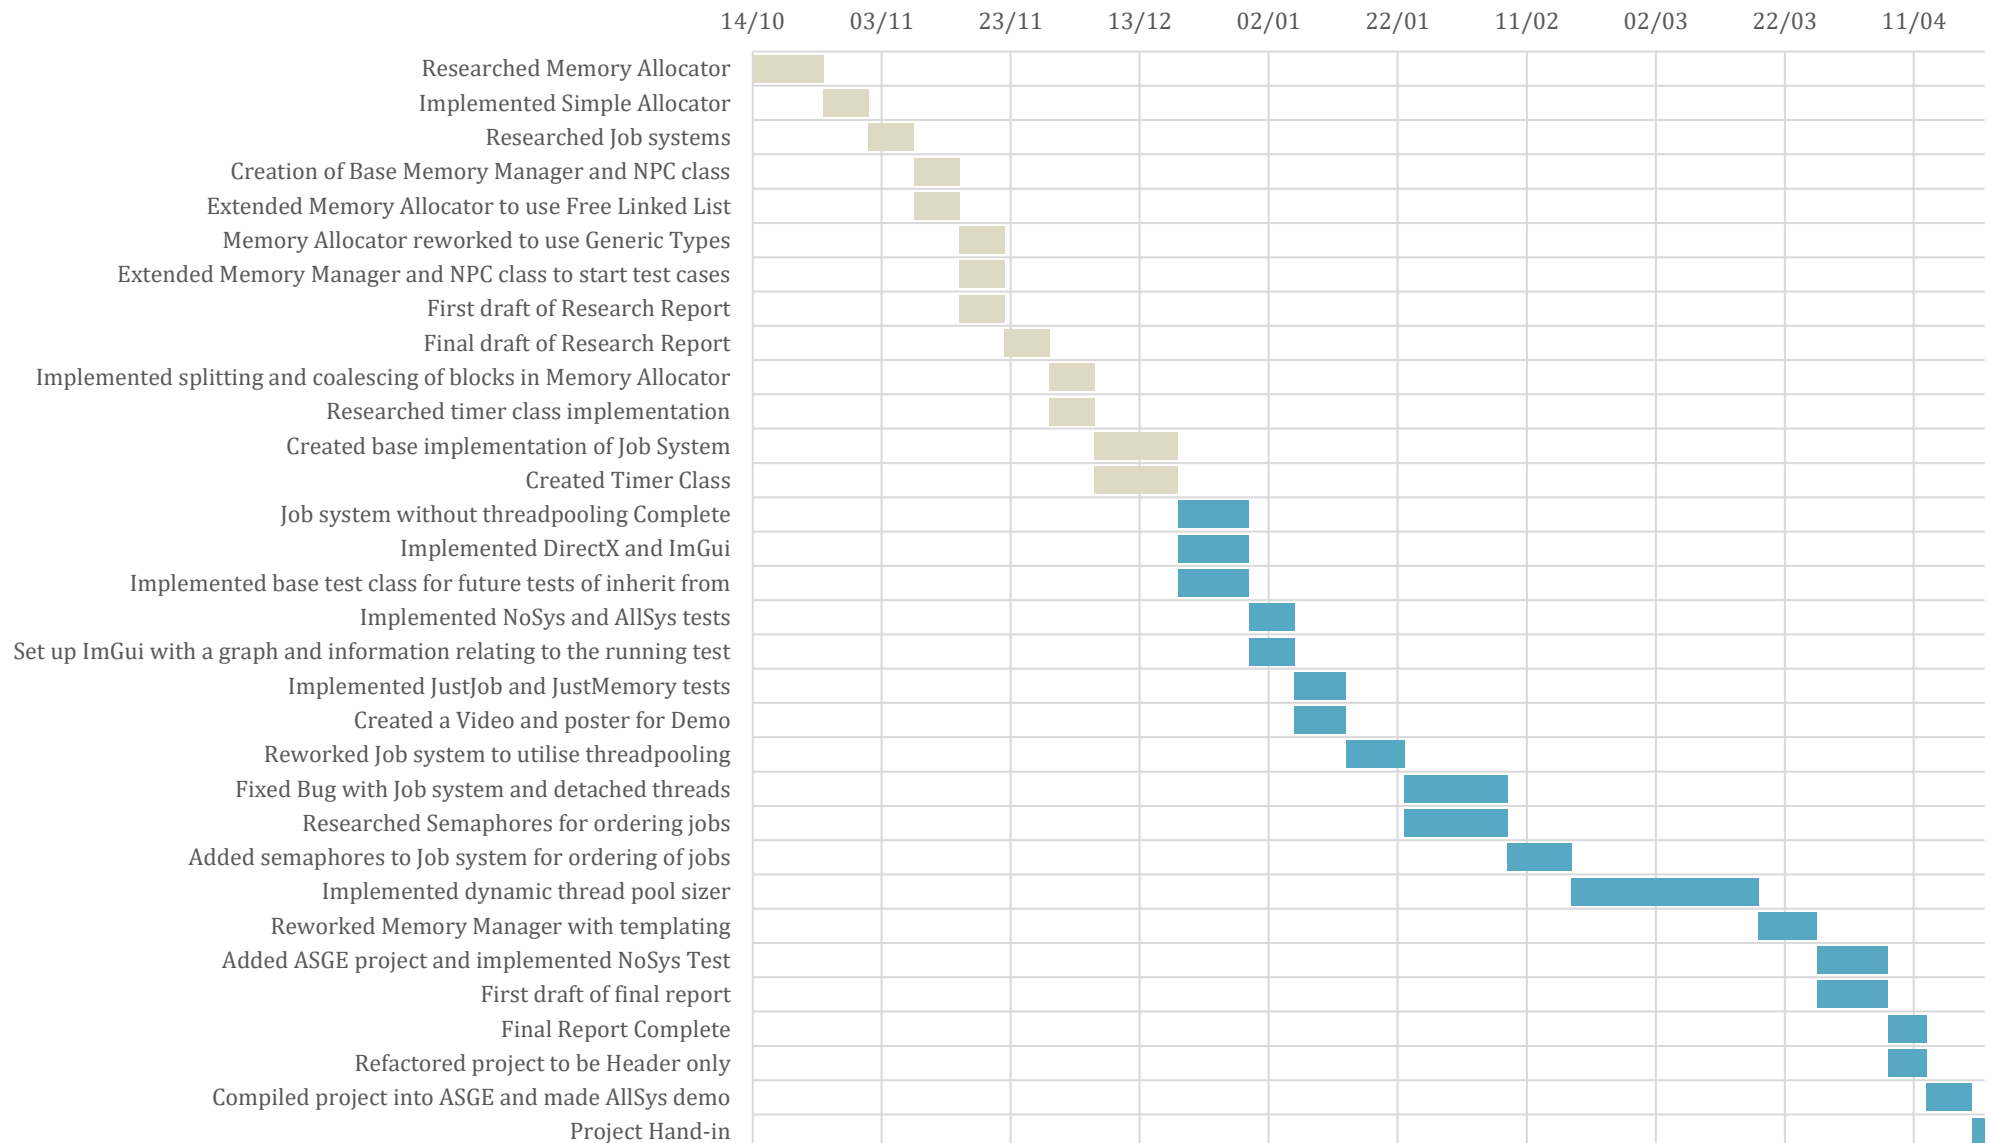 14/10 03/11 23/11 13/12 02/01 22/01 11/02 02/03 22/03 11/04
Researched Memory Allocator
Implemented Simple Allocator
Researched Job systems
Creation of Base Memory Manager and NPC class
Extended Memory Allocator to use Free Linked List
Memory Allocator reworked to use Generic Types
Extended Memory Manager and NPC class to start test cases
First draft of Research Report
Final draft of Research Report
Implemented splitting and coalescing of blocks in Memory Allocator
Researched timer class implementation
Created base implementation of Job System
Created Timer Class
Job system without threadpooling Complete
Implemented DirectX and ImGui
Implemented base test class for future tests of inherit from
Implemented NoSys and AllSys tests
Set up ImGui with a graph and information relating to the running test
Implemented JustJob and JustMemory tests
Created a Video and poster for Demo
Reworked Job system to utilise threadpooling
Fixed Bug with Job system and detached threads
Researched Semaphores for ordering jobs
Added semaphores to Job system for ordering of jobs
Implemented dynamic thread pool sizer
Reworked Memory Manager with templating
Added ASGE project and implemented NoSys Test
First draft of final report
Final Report Complete
Refactored project to be Header only
Compiled project into ASGE and made AllSys demo
Project Hand-in